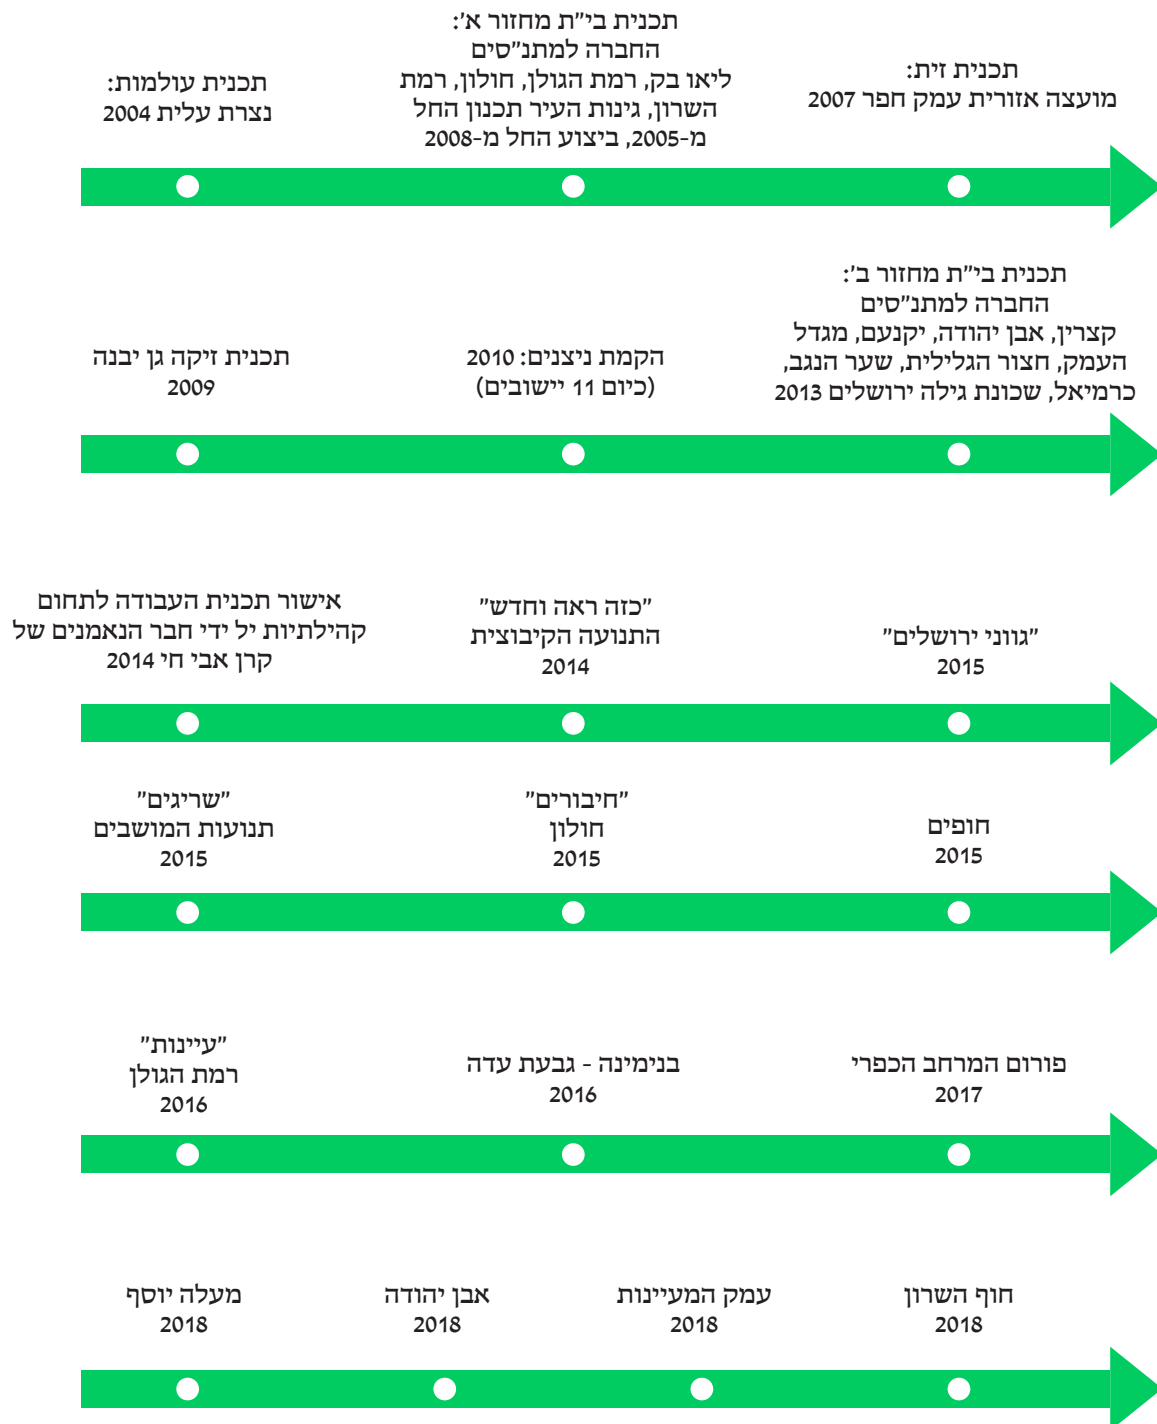 תכנית עולמות:
נצרת עלית 2004
תכנית בי"ת מחזור א':
החברה למתנ"סים
ליאו בק, רמת הגולן, חולון, רמת
השרון, גינות העיר תכנון החל
מ-2005, ביצוע החל מ-2008
תכנית זית:
מועצה אזורית עמק חפר 2007
תכנית זיקה גן יבנה
2009
הקמת ניצנים: 2010
(כיום 11 יישובים)
תכנית בי"ת מחזור ב':
החברה למתנ"סים
קצרין, אבן יהודה, יקנעם, מגדל
העמק, חצור הגלילית, שער הנגב,
כרמיאל, שכונת גילה ירושלים 2013
אישור תכנית העבודה לתחום
קהילתיות יל ידי חבר הנאמנים של
קרן אבי חי 2014
"כזה ראה וחדש"
התנועה הקיבוצית
2014
"גווני ירושלים"
2015
"שריגים"
תנועות המושבים
2015
"חיבורים"
חולון
2015
חופים
2015
"עיינות"
רמת הגולן
2016
בנימינה - גבעת עדה
2016
פורום המרחב הכפרי
2017
מעלה יוסף
2018
אבן יהודה
2018
עמק המעיינות
2018
חוף השרון
2018